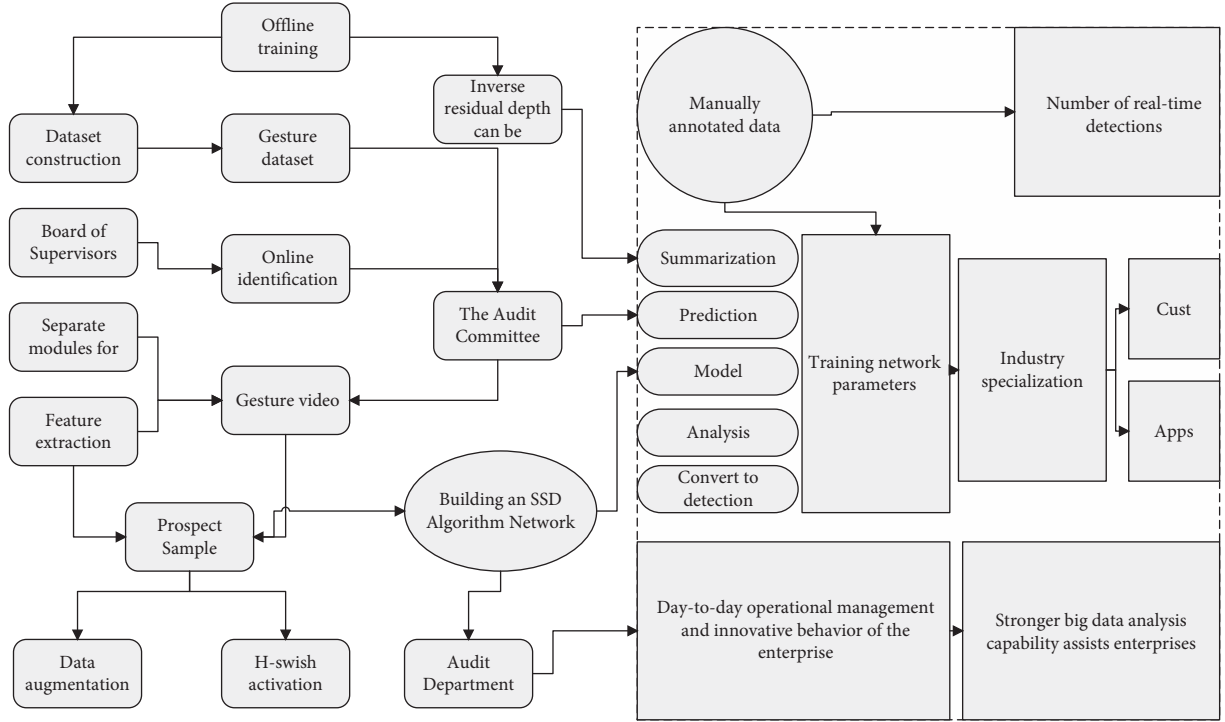 Offline
training
Inverse
residual depth
can be
Dataset
construction
Gesture
dataset
Board of
Supervisors
Online
identification
Separate
modules for
The Audit
Committee
Gesture video
Feature
extraction
Prospect
Sample
Building an SSD
Algorithm Network
Data
augmentation
H-swish
activation
Audit
Department
Manually
annotated data
Number of real-time
detections
Summarization
Prediction
Model
Analysis
Convert to
detection
Training network
parameters
Industry
specialization
Cust
Apps
Day-to-day operational management
and innovative behavior of the
enterprise
Stronger big data analysis
capability assists enterprises